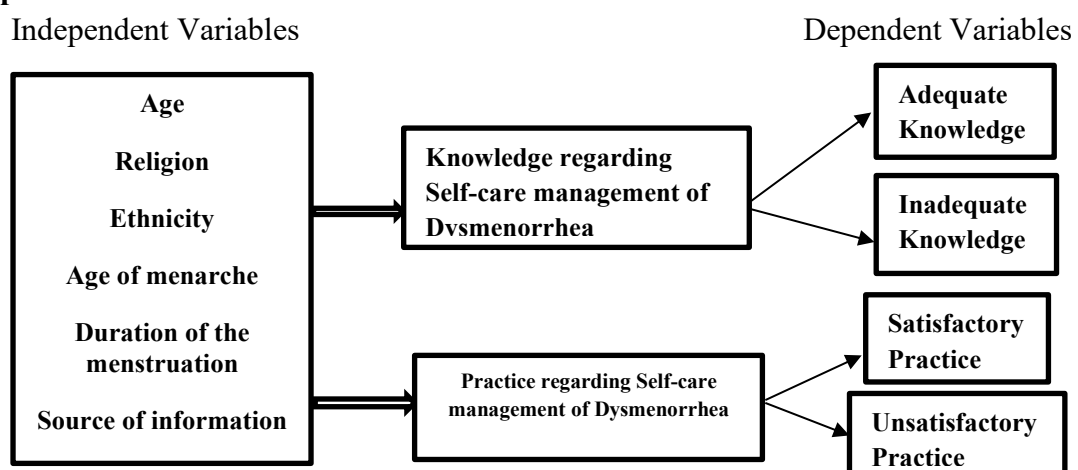 Independent Variables
Dependent Variables
Age
Religion
Ethnicity
Age of menarche
Duration of the
menstruation
Source of information
Knowledge regarding
Self-care management of
Dysmenorrhea
Adequate
Knowledge
Inadequate
Knowledge
Practice regarding Self-care
management of Dysmenorrhea
Satisfactory
Practice
Unsatisfactory
Practice